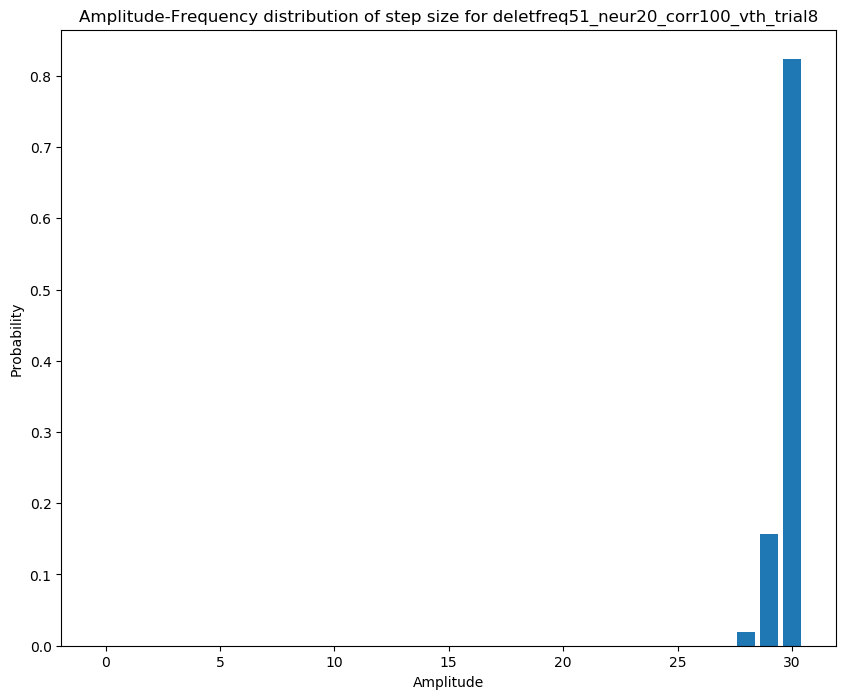 Amplitude-Frequency distribution of step size for deletfreq51_neur20_corr100_vth_trial8
0.8
0.7
0.6
0.5
0.4
0.3
0.2
0.1
0.0
Probability
0 5 10 15 20 25 30
Amplitude